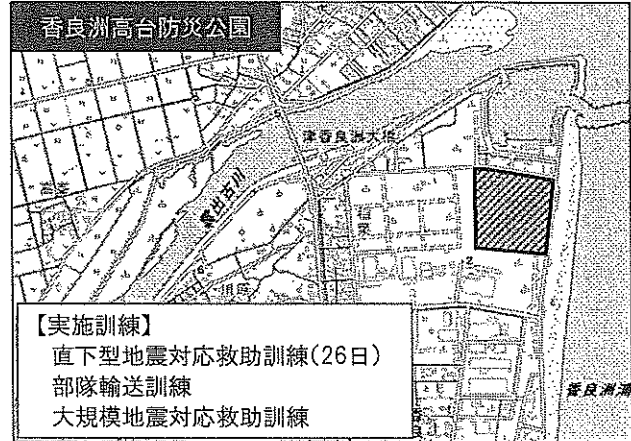 香良洲高台防災公園
津香良洲大橋
雲出古川
香良洲浦
【実施訓練】
直下型地震対応救助訓練(26日)
部隊輸送訓練
大規模地震対応救助訓練